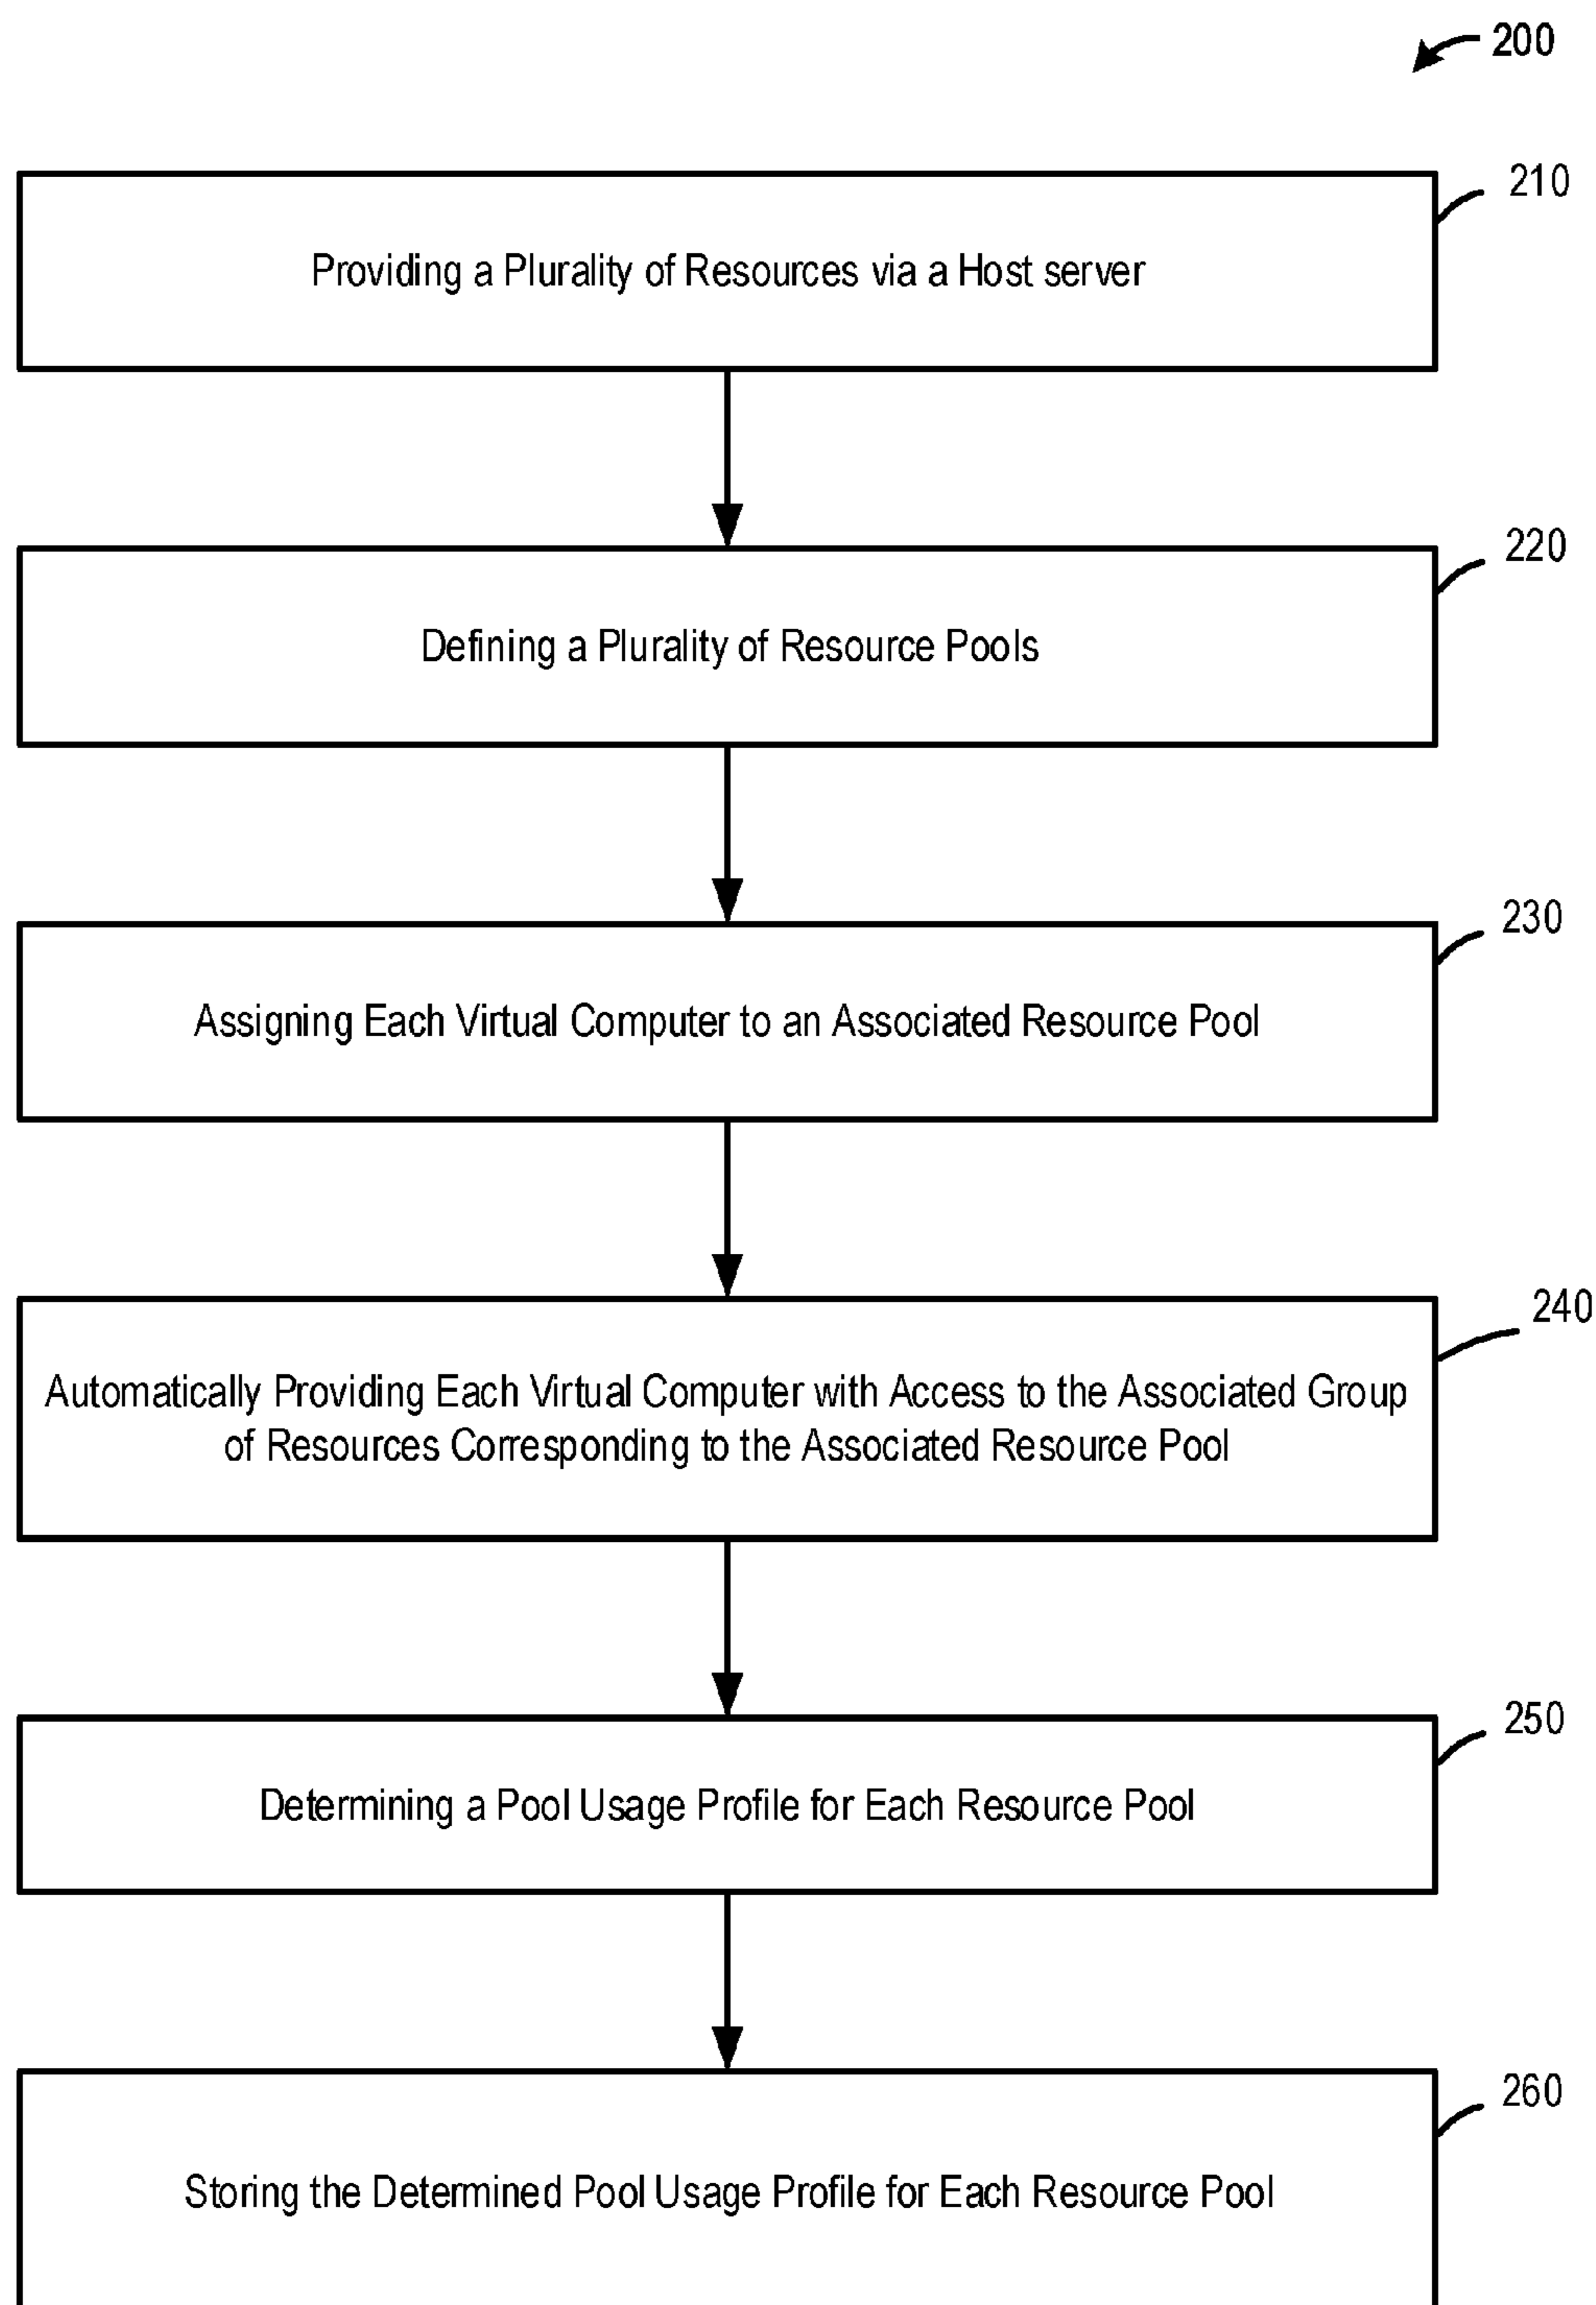 200
210
Providing a Plurality of Resources via a Host server
220
Defining a Plurality of Resource Pools
230
Assigning Each Virtual Computer to an Associated Resource Pool
240
Automatically Providing Each Virtual Computer with Access to the Associated Group
of Resources Corresponding to the Associated Resource Pool
250
Determining a Pool Usage Profile for Each Resource Pool
260
Storing the Determined Pool Usage Profile for Each Resource Pool